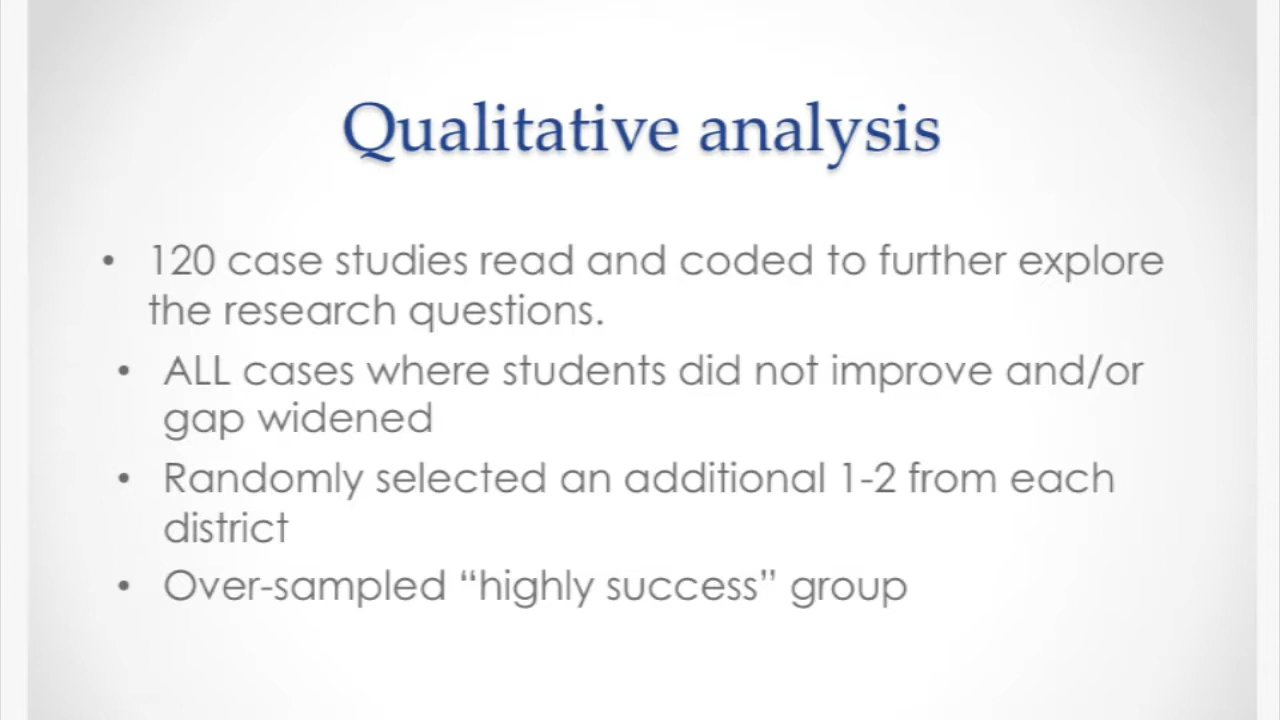 Qualitative analysis
• 120 case studies read and coded to further explore
the research questions.
• ALL cases where students did not improve and/or
gap widened
• Randomly selected an additional 1-2 from each
district
• Over-sampled “highly success” group